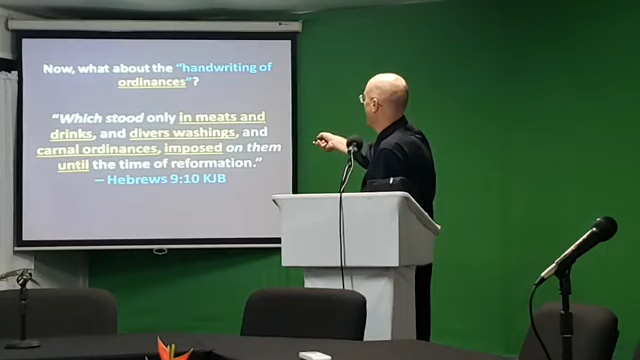 Now, what about the “handwriting of
ordinances”?
“Which stood only in meats and
drinks, and divers washings, and
carnal ordinances, imposed on them
until the time of reformation.”
– Hebrews 9:10 KJB